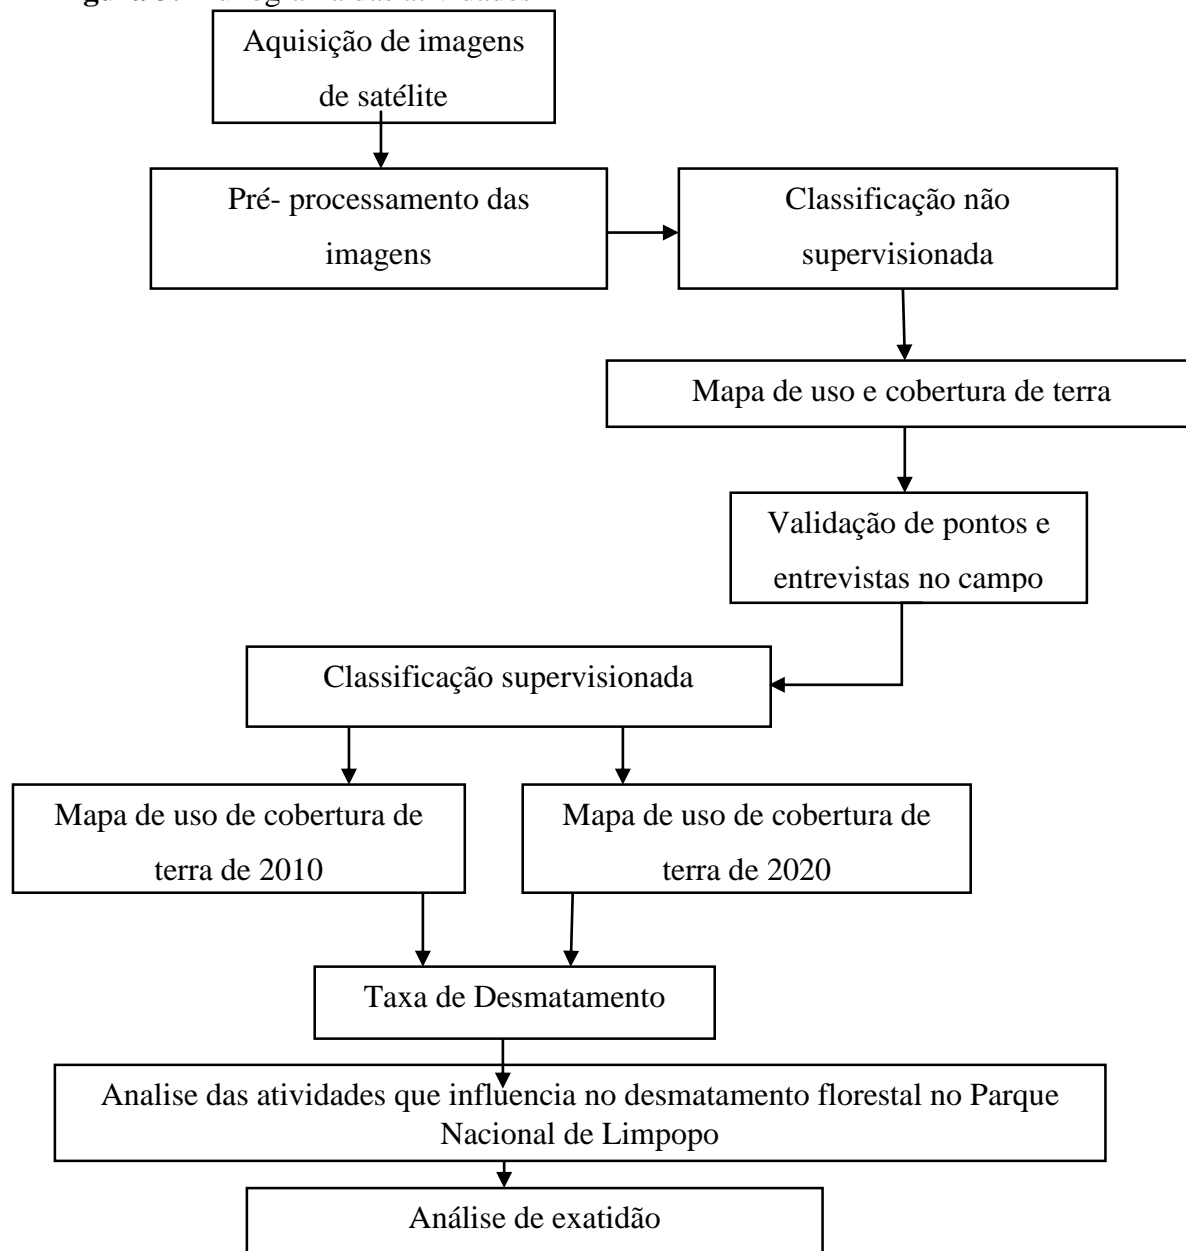 Aquisição de imagens
de satélite
Pré- processamento das
imagens
Classificação não
supervisionada
Mapa de uso e cobertura de terra
Validação de pontos e
entrevistas no campo
Classificação supervisionada
Mapa de uso de cobertura de
terra de 2010
Mapa de uso de cobertura de
terra de 2020
Taxa de Desmatamento
Analise das atividades que influencia no desmatamento florestal no Parque
Nacional de Limpopo
Análise de exatidão